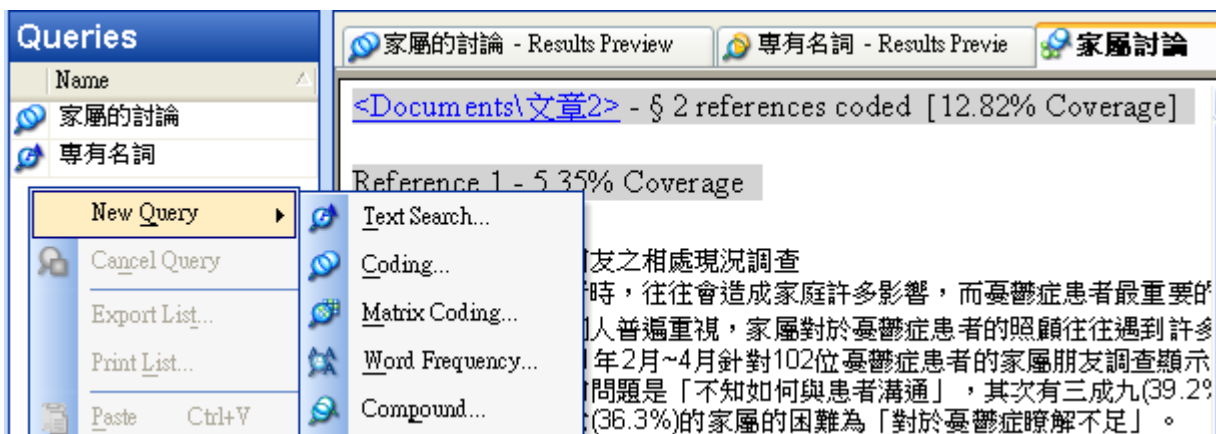 Queries
Name
家屬的討論
專有名詞
New Query
Cancel Query
Export List...
Print List...
Paste Ctrl+V
Text Search...
Coding...
Matrix Coding...
Word Frequency...
Compound...
家屬的討論 - Results Preview
專有名詞 - Results Previe
家屬討論
<Documents\文章2> - § 2 references coded [12.82% Coverage]
Reference 1 - 5.35% Coverage
友之相處現況調查
時，往往會造成家庭許多影響，而憂鬱症患者最重要的
人普遍重視，家屬對於憂鬱症患者的照顧往往遇到許多
年2月~4月針對102位憂鬱症患者的家屬朋友調查顯示
問題是「不知如何與患者溝通」，其次有三成九(39.2%
(36.3%)的家屬的困難為「對於憂鬱症瞭解不足」。